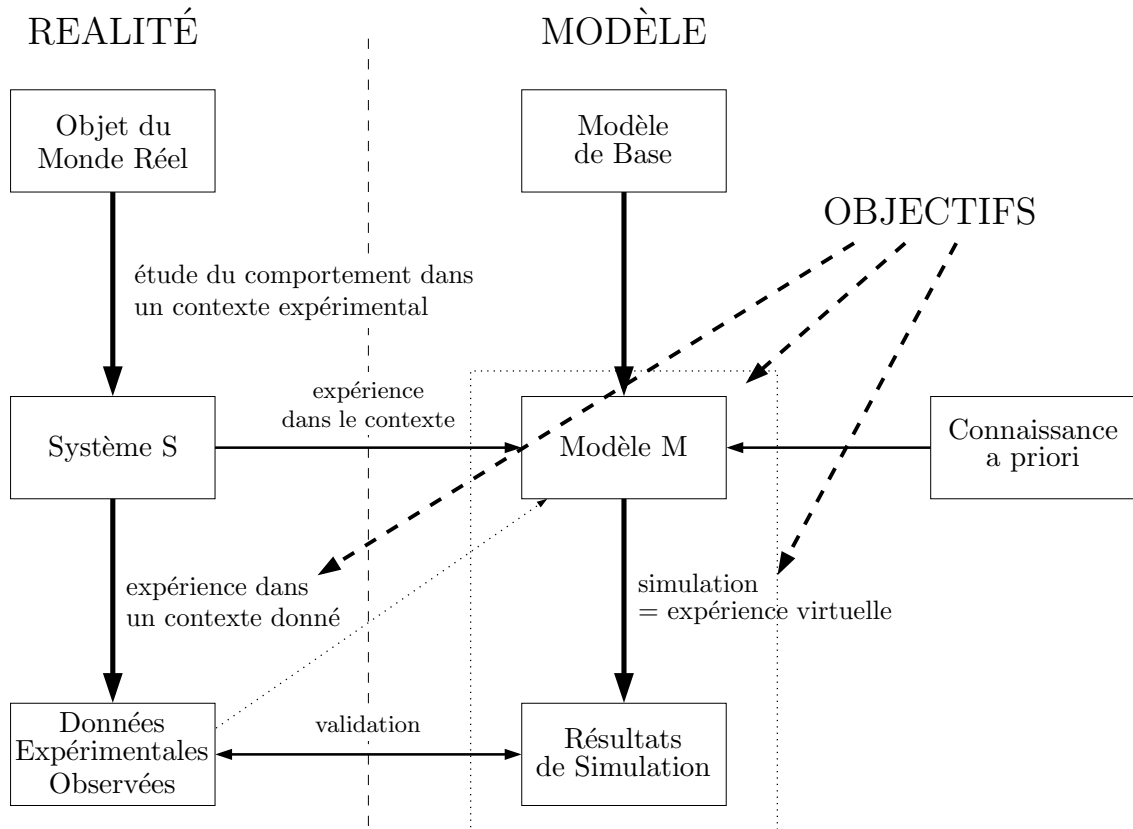 REALITÉ
MODÈLE
Objet du
Monde Réel
Modèle
de Base
OBJECTIFS
étude du comportement dans
un contexte expérimental
expérience
dans le contexte
Système S
Modèle M
Connaissance
a priori
expérience dans
un contexte donné
simulation
= expérience virtuelle
Données
Expérimentales
Observées
validation
Résultats
de Simulation